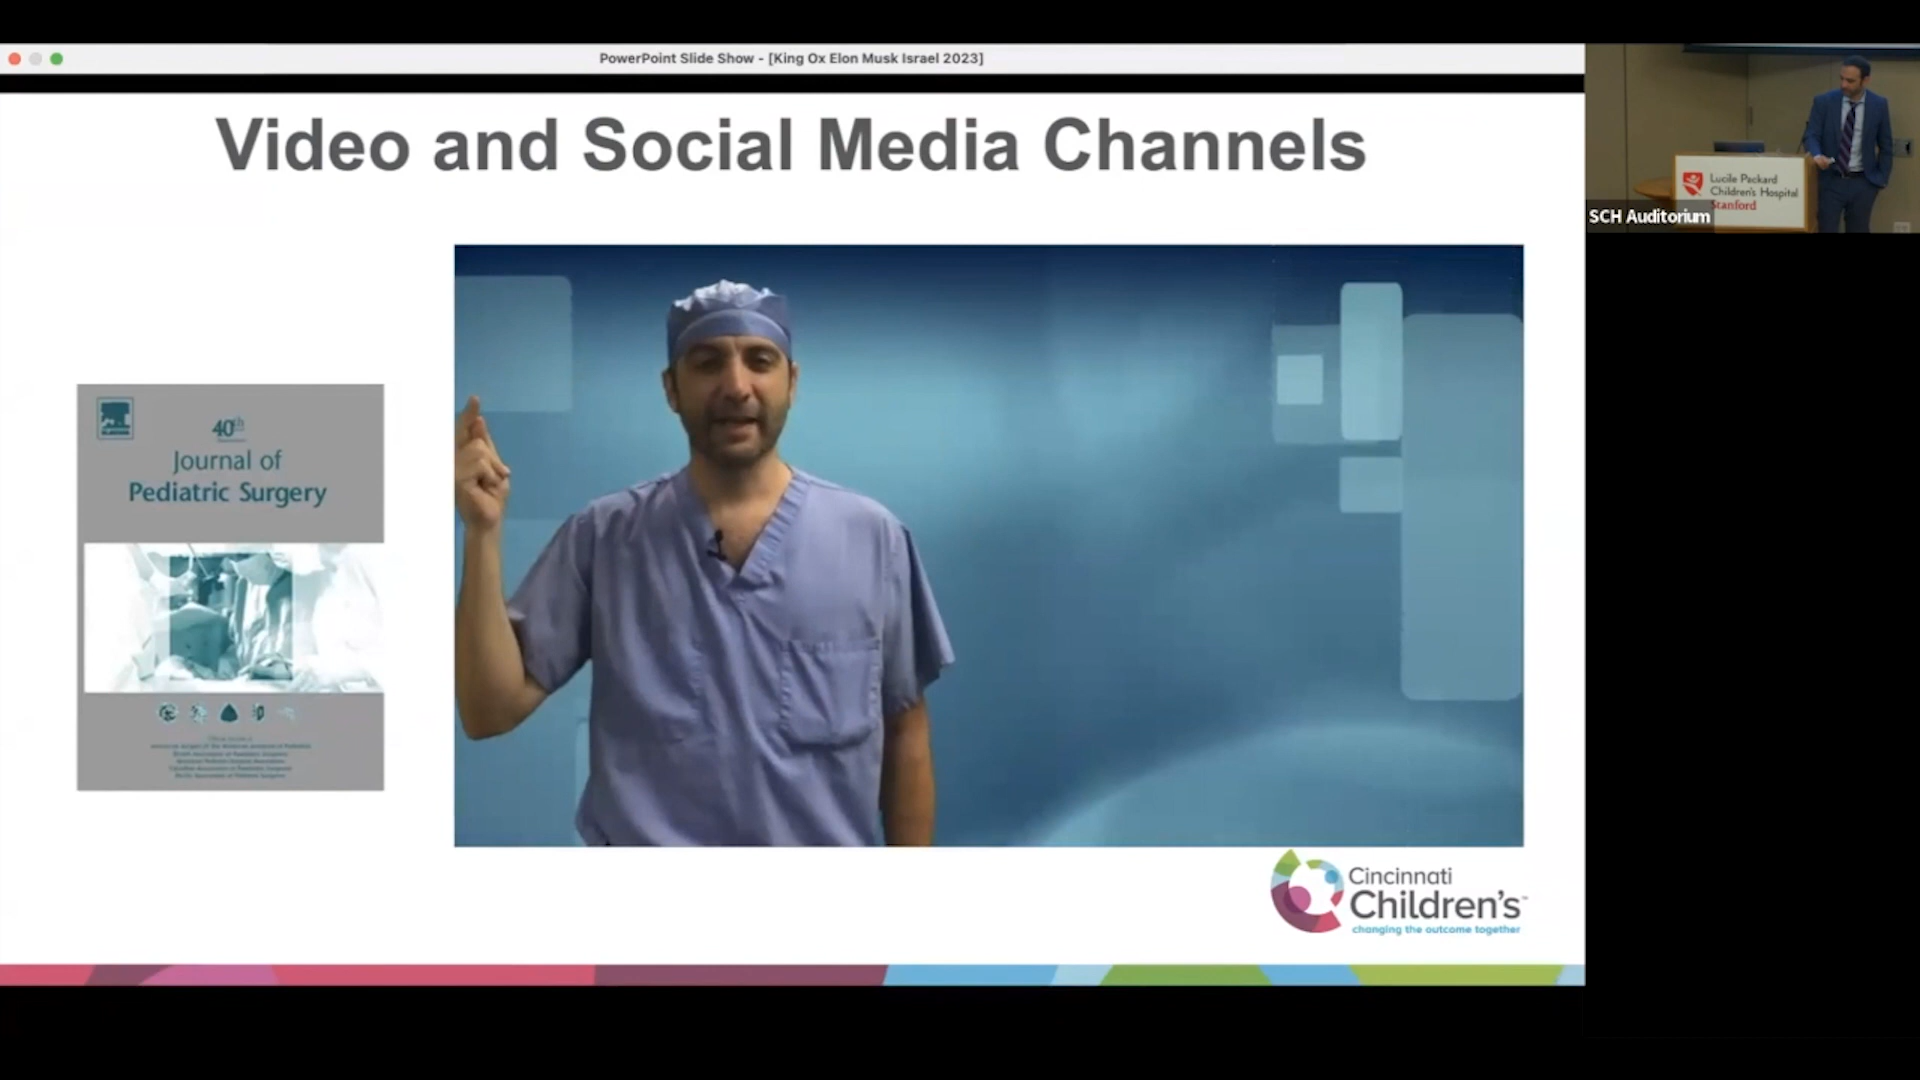 PowerPoint Slide Show - [King Ox Elon Musk Israel 2023]
Video and Social Media Channels
Lucile Packard
Children's Hospital
Stanford
SCH Auditorium
40th
Journal of
Pediatric Surgery
Cincinnati
Children's™
changing the outcome together